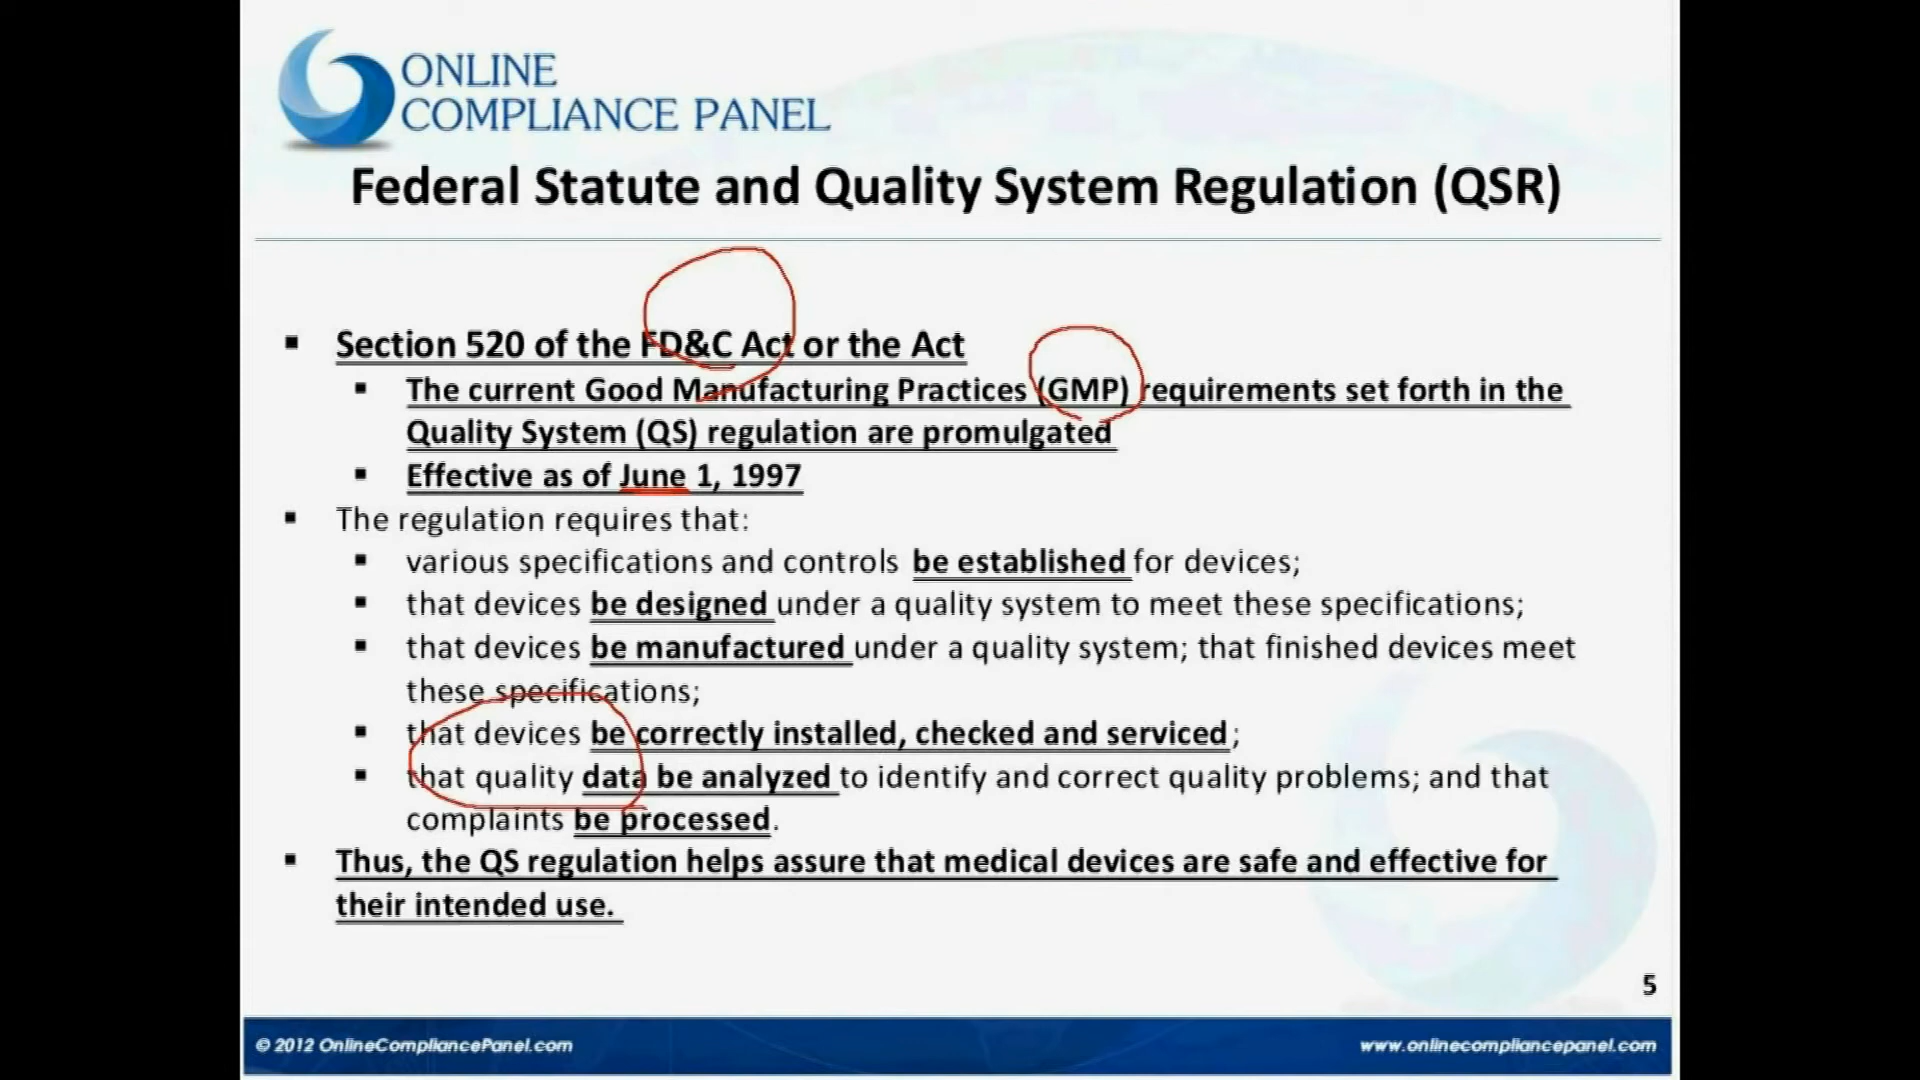 ONLINE
COMPLIANCE PANEL
Federal Statute and Quality System Regulation (QSR)
▪ Section 520 of the FD&C Act or the Act
▪ The current Good Manufacturing Practices (GMP) requirements set forth in the
Quality System (QS) regulation are promulgated
▪ Effective as of June 1, 1997
▪ The regulation requires that:
▪ various specifications and controls be established for devices;
▪ that devices be designed under a quality system to meet these specifications;
▪ that devices be manufactured under a quality system; that finished devices meet
these specifications;
▪ that devices be correctly installed, checked and serviced;
▪ that quality data be analyzed to identify and correct quality problems; and that
complaints be processed.
▪ Thus, the QS regulation helps assure that medical devices are safe and effective for
their intended use.
5
© 2012 OnlineCompliancePanel.com
www.onlinecompliancepanel.com